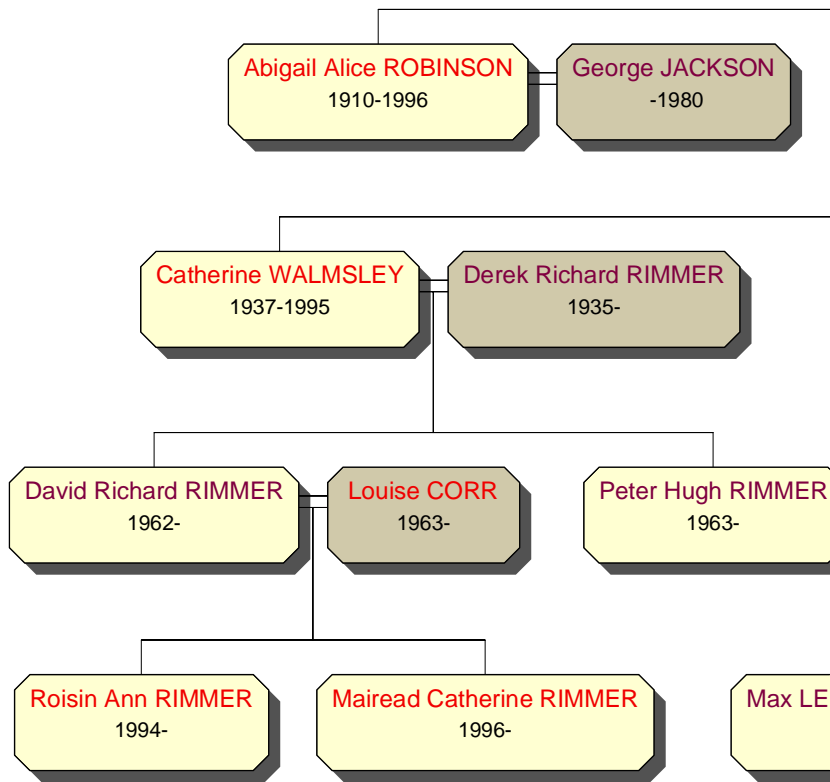 Abigail Alice ROBINSON
1910-1996
George JACKSON
-1980
Catherine WALMSLEY
1937-1995
Derek Richard RIMMER
1935-
David Richard RIMMER
1962-
Louise CORR
1963-
Peter Hugh RIMMER
1963-
Roisin Ann RIMMER
1994-
Mairead Catherine RIMMER
1996-
Max